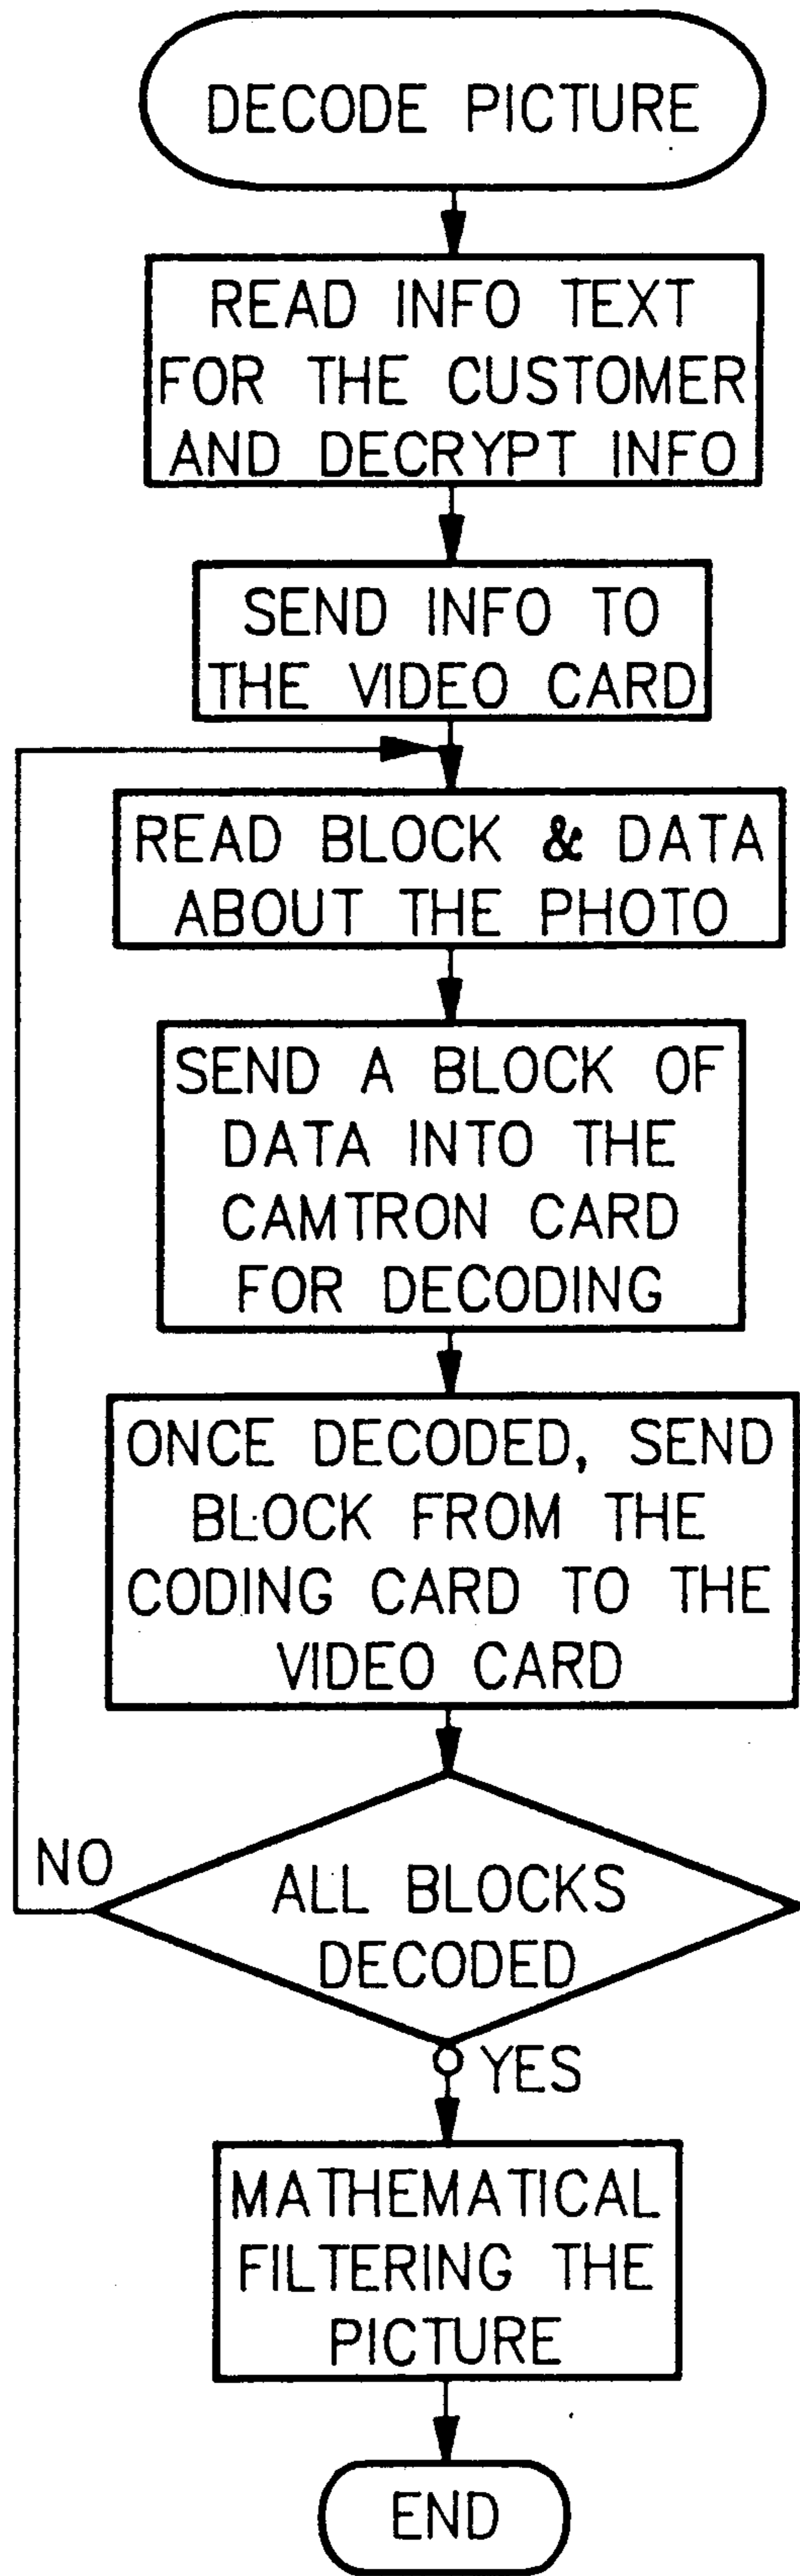 DECODE PICTURE
READ INFO TEXT
FOR THE CUSTOMER
AND DECRYPT INFO
SEND INFO TO
THE VIDEO CARD
READ BLOCK & DATA
ABOUT THE PHOTO
SEND A BLOCK OF
DATA INTO THE
CAMTRON CARD
FOR DECODING
ONCE DECODED, SEND
BLOCK FROM THE
CODING CARD TO THE
VIDEO CARD
ALL BLOCKS
DECODED
NO
YES
MATHEMATICAL
FILTERING THE
PICTURE
END